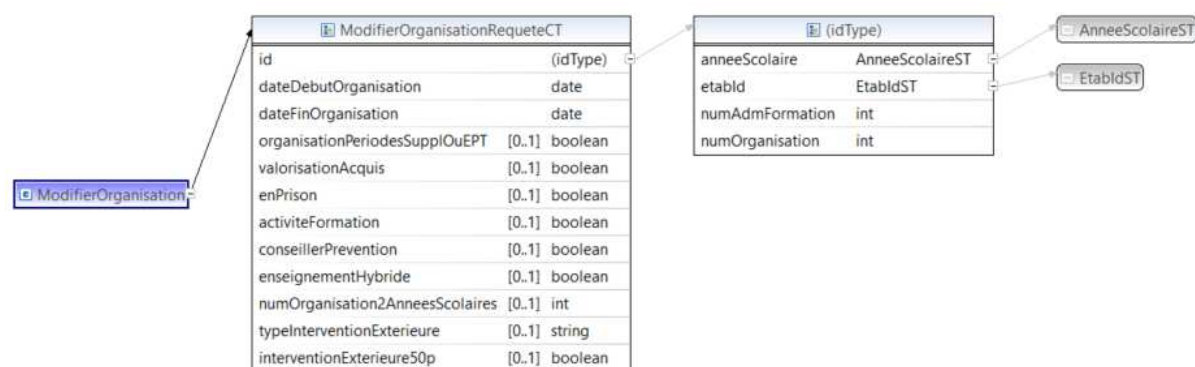 ModifierOrganisationRequeteCT
id (idType)
dateDebutOrganisation date
dateFinOrganisation date
organisationPeriodesSupplOuEPT [0..1] boolean
valorisationAcquis [0..1] boolean
enPrison [0..1] boolean
activiteFormation [0..1] boolean
conseillerPrevention [0..1] boolean
enseignementHybride [0..1] boolean
numOrganisation2AnneesScolaires [0..1] int
typeInterventionExterieure [0..1] string
interventionExterieure50p [0..1] boolean
ModifierOrganisation
(idType)
anneeScolaire AnneeScolaireST
etabId EtabIdST
numAdmFormation int
numOrganisation int
AnneeScolaireST
EtabIdST